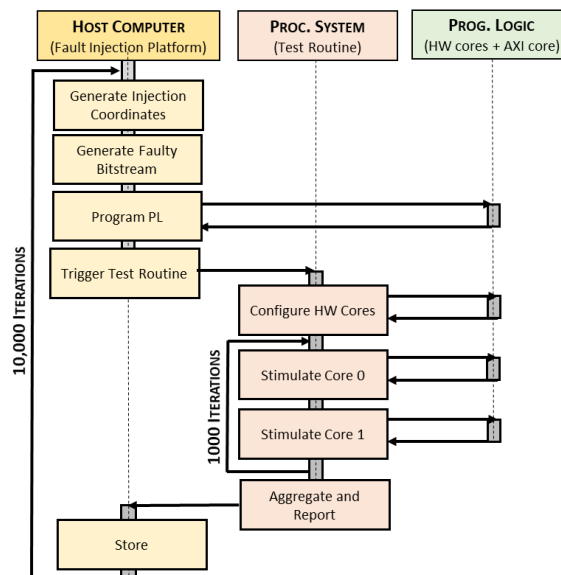 HOST COMPUTER
(Fault Injection Platform)
PROC. SYSTEM
(Test Routine)
PROG. LOGIC
(HW cores + AXI core)
Generate Injection
Coordinates
Generate Faulty
Bitstream
Program PL
Trigger Test Routine
Configure HW Cores
Stimulate Core 0
Stimulate Core 1
Aggregate and
Report
Store
10,000 ITERATIONS
1000 ITERATIONS